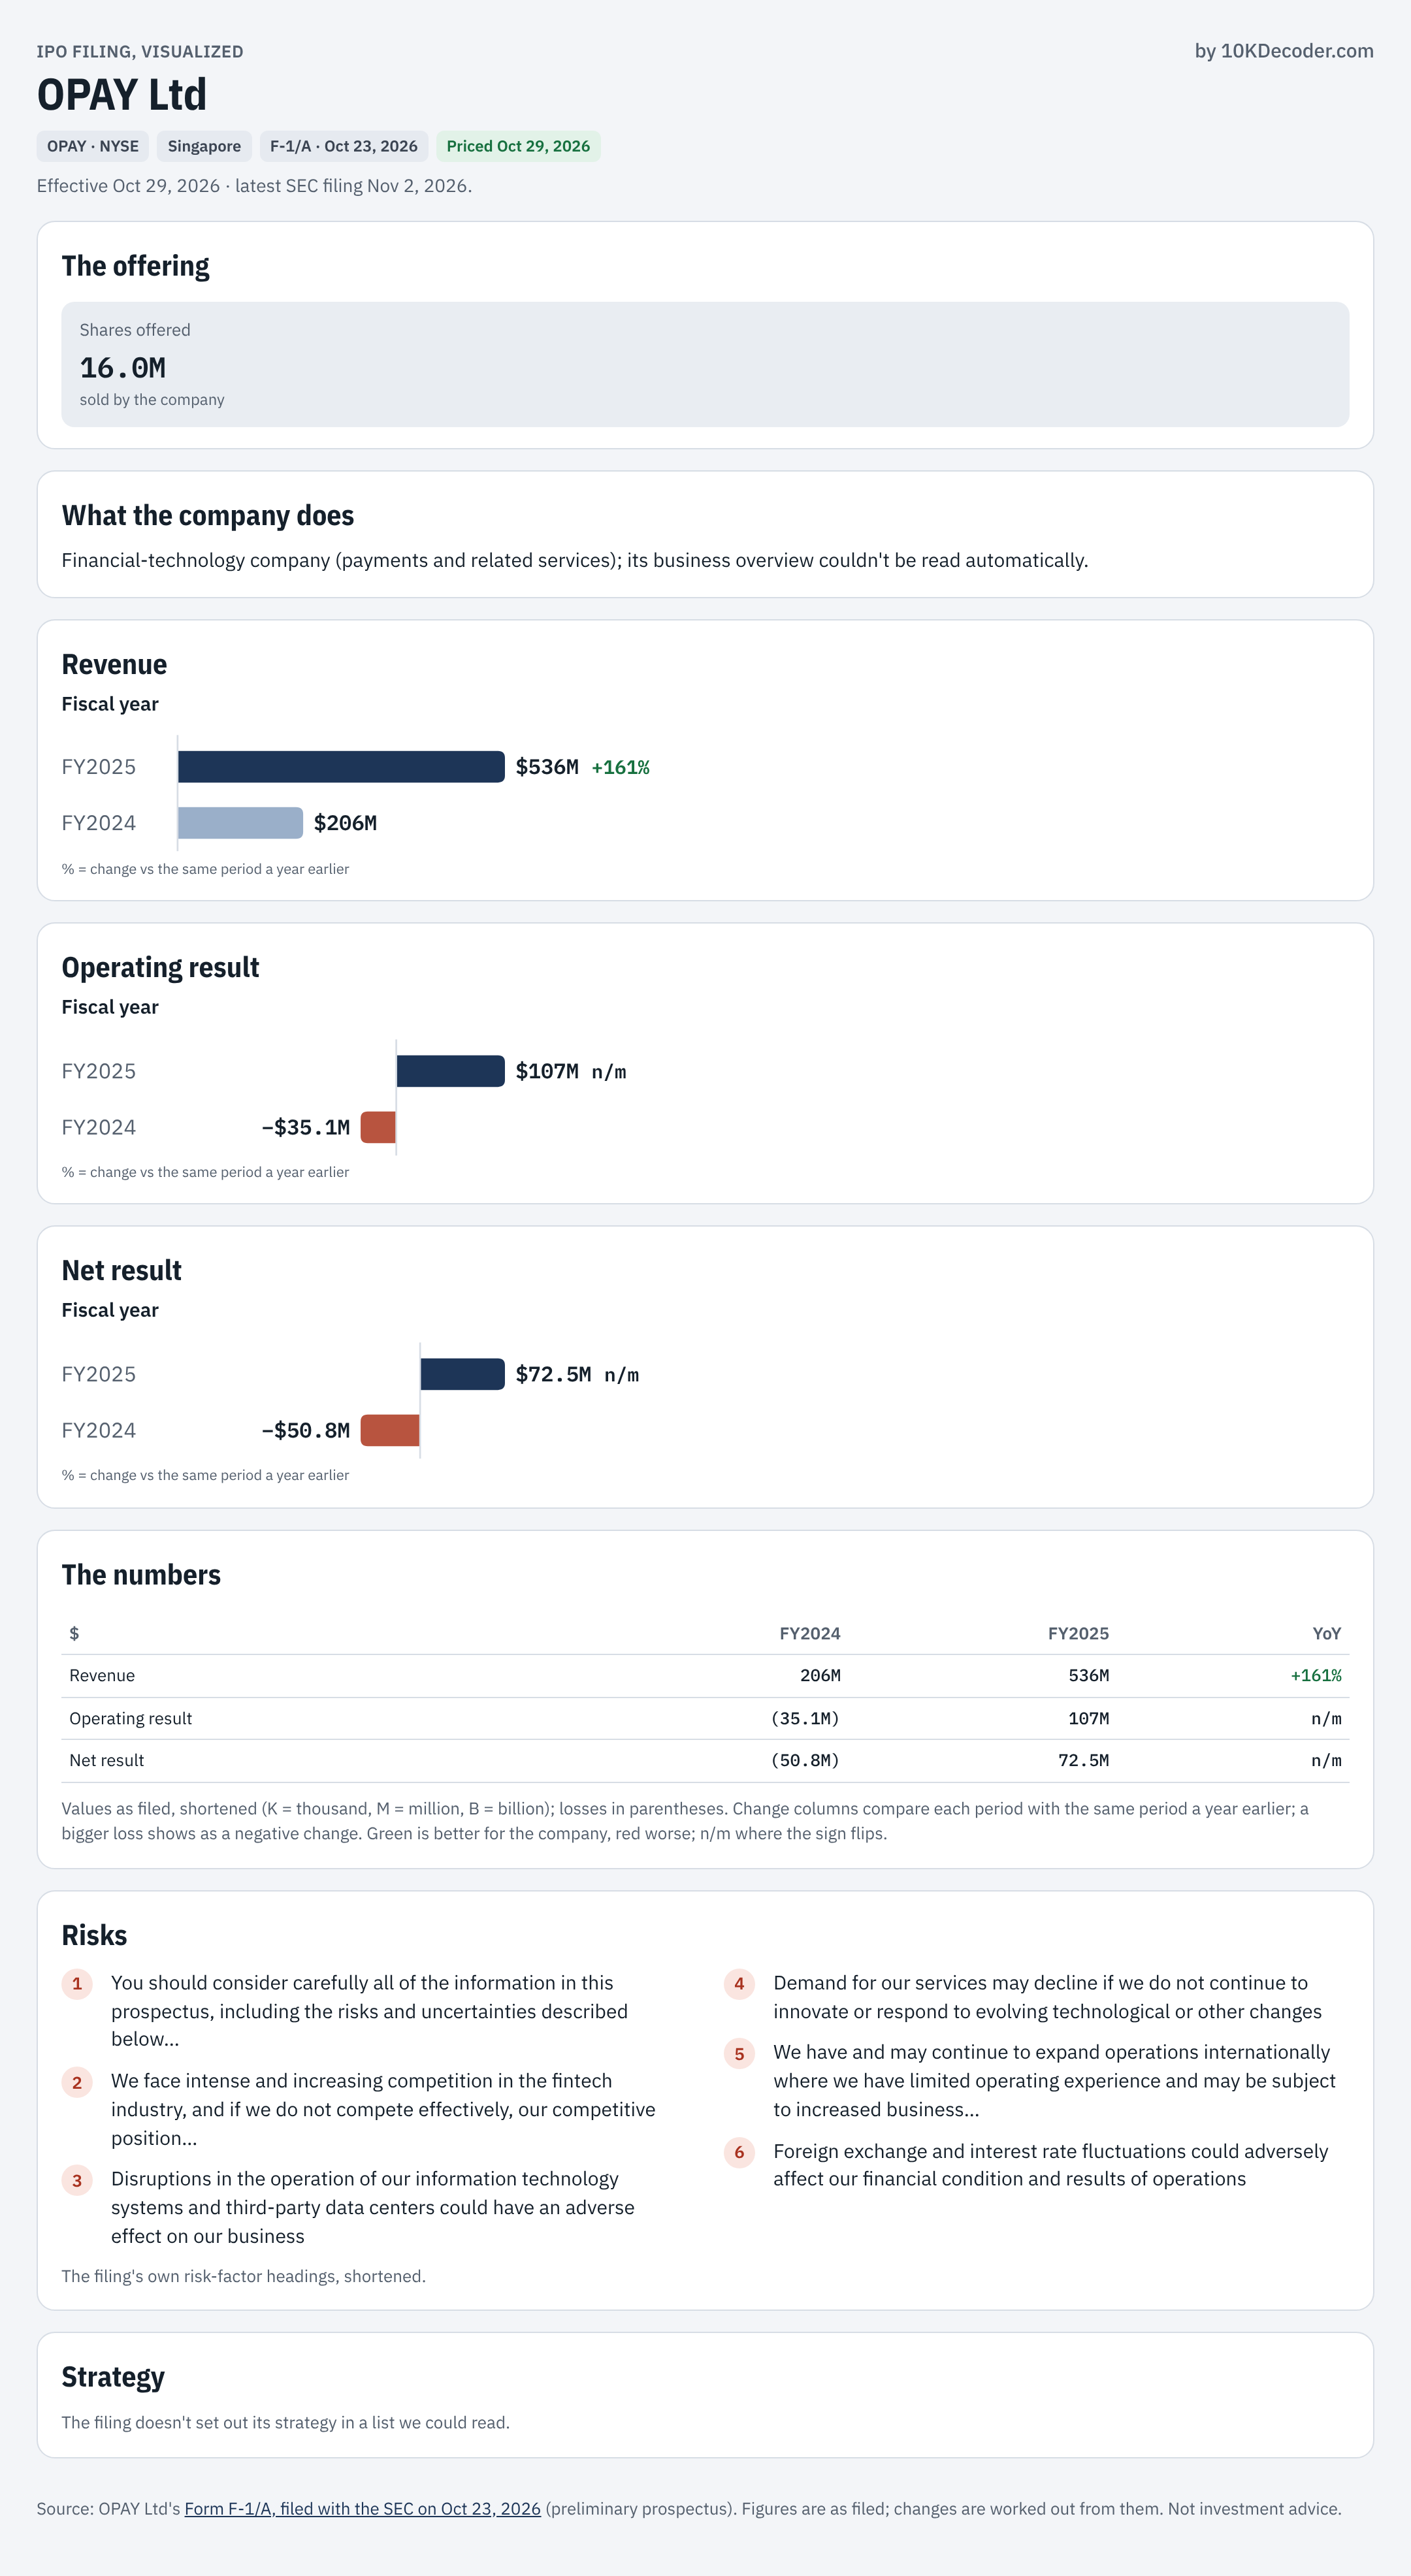 IPO FILING, VISUALIZED
by 10KDecoder.com
OPAY Ltd
OPAY · NYSE
Singapore
F-1/A · Oct 23, 2026
Priced Oct 29, 2026
Effective Oct 29, 2026 · latest SEC filing Nov 2, 2026.
The offering
Shares offered
16.0M
sold by the company
What the company does
Financial-technology company (payments and related services); its business overview couldn't be read automatically.
Revenue
Fiscal year
FY2025 $536M +161%
FY2024 $206M
% = change vs the same period a year earlier
Operating result
Fiscal year
FY2025 $107M n/m
FY2024 −$35.1M
% = change vs the same period a year earlier
Net result
Fiscal year
FY2025 $72.5M n/m
FY2024 −$50.8M
% = change vs the same period a year earlier
The numbers
$ FY2024 FY2025 YoY
Revenue 206M 536M +161%
Operating result (35.1M) 107M n/m
Net result (50.8M) 72.5M n/m
Values as filed, shortened (K = thousand, M = million, B = billion); losses in parentheses. Change columns compare each period with the same period a year earlier; a
bigger loss shows as a negative change. Green is better for the company, red worse; n/m where the sign flips.
Risks
1 You should consider carefully all of the information in this
prospectus, including the risks and uncertainties described
below…
2 We face intense and increasing competition in the fintech
industry, and if we do not compete effectively, our competitive
position…
3 Disruptions in the operation of our information technology
systems and third-party data centers could have an adverse
effect on our business
4 Demand for our services may decline if we do not continue to
innovate or respond to evolving technological or other changes
5 We have and may continue to expand operations internationally
where we have limited operating experience and may be subject
to increased business…
6 Foreign exchange and interest rate fluctuations could adversely
affect our financial condition and results of operations
The filing's own risk-factor headings, shortened.
Strategy
The filing doesn't set out its strategy in a list we could read.
Source: OPAY Ltd's Form F-1/A, filed with the SEC on Oct 23, 2026 (preliminary prospectus). Figures are as filed; changes are worked out from them. Not investment advice.